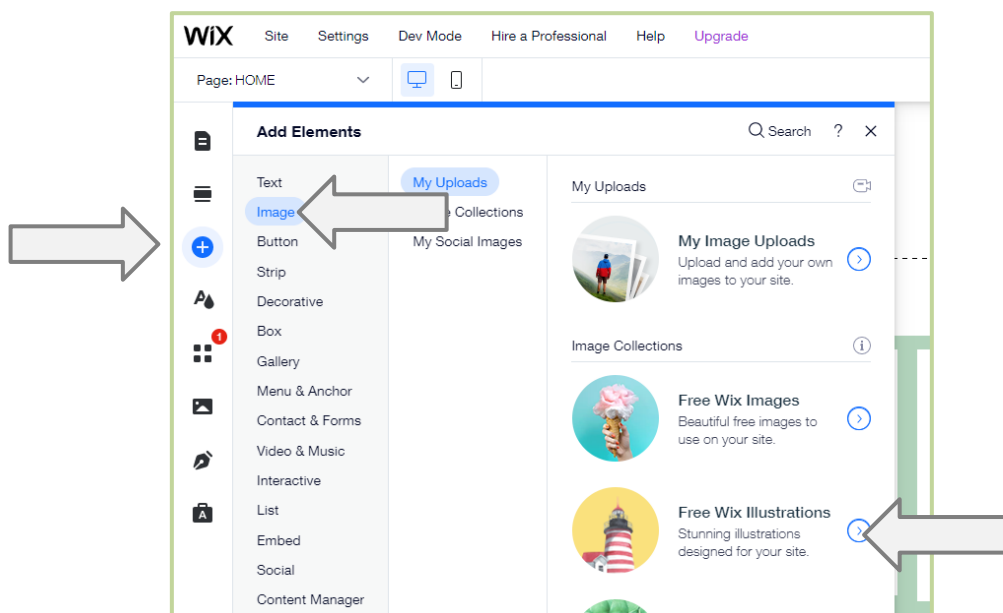 WiX Site Settings Dev Mode Hire a Professional Help Upgrade
Page: HOME
Add Elements Search ? ×
Text
Image
Button
Strip
Decorative
Box
Gallery
Menu & Anchor
Contact & Forms
Video & Music
Interactive
List
Embed
Social
Content Manager
My Uploads
Collections
My Social Images
My Uploads
My Image Uploads
Upload and add your own
images to your site.
Image Collections
Free Wix Images
Beautiful free images to
use on your site.
Free Wix Illustrations
Stunning illustrations
designed for your site.
1
A
A